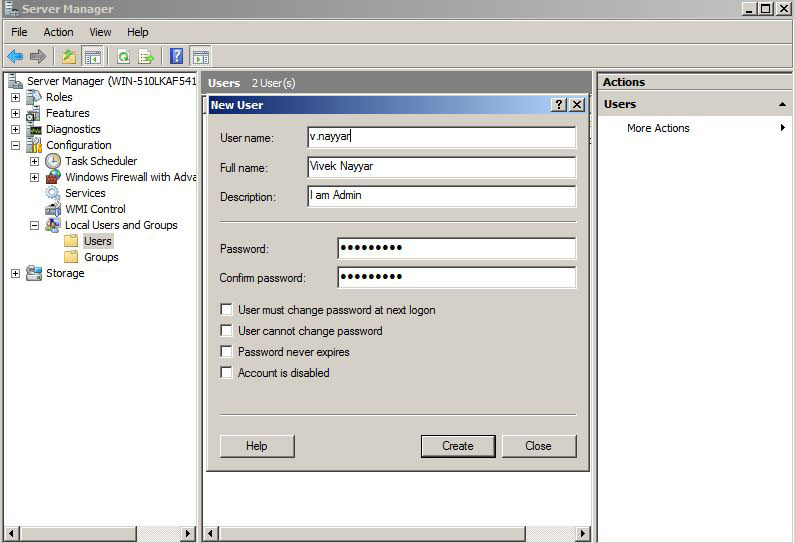 Server Manager
File Action View Help
Server Manager (WIN-510LKAF541
Roles
Features
Diagnostics
Configuration
Task Scheduler
Windows Firewall with Adva
Services
WMI Control
Local Users and Groups
Users
Groups
Storage
Users 2 User(s)
New User
User name: v.nayyar
Full name: Vivek Nayyar
Description: I am Admin
Password: •••••••••
Confirm password: •••••••••
User must change password at next logon
User cannot change password
Password never expires
Account is disabled
Help Create Close
Actions
Users
More Actions